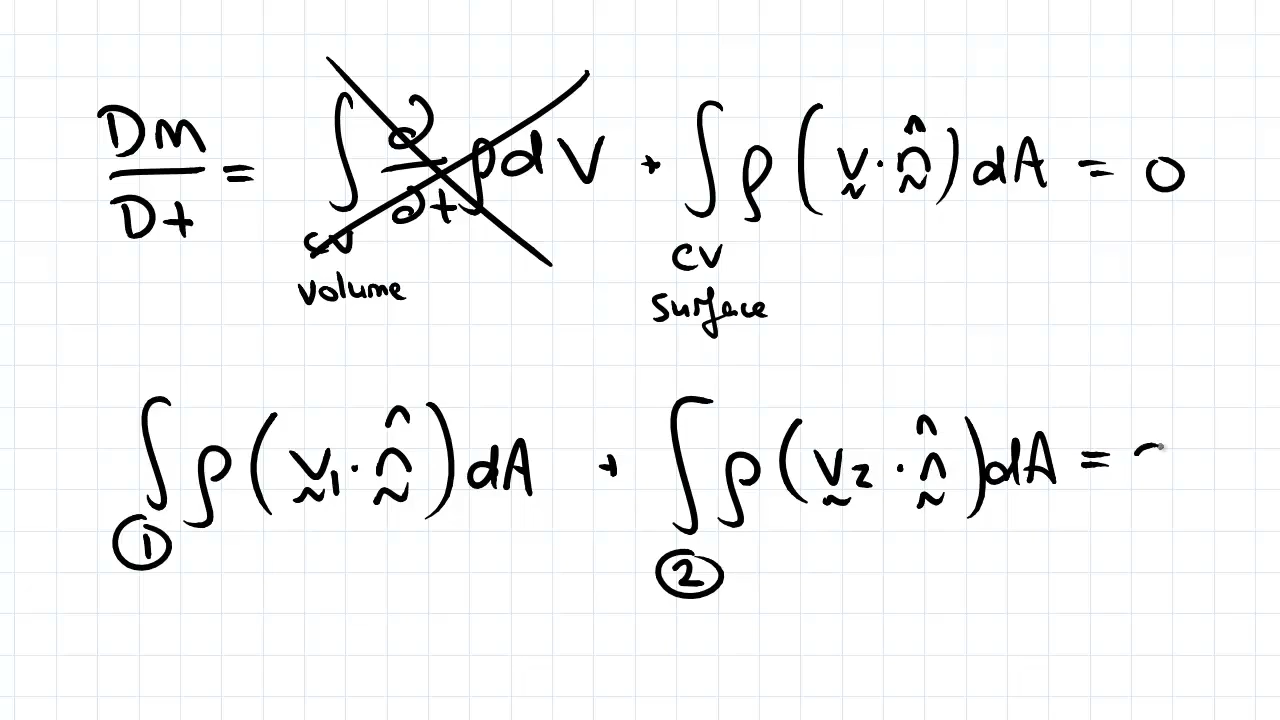 Dm/Dt = ∫ ∂/∂t ρ dV + ∫ ρ (v · n̂) dA = 0
CV CV
volume surface
∫ ρ (v₁ · n̂) dA + ∫ ρ (v₂ · n̂) dA =
① ②